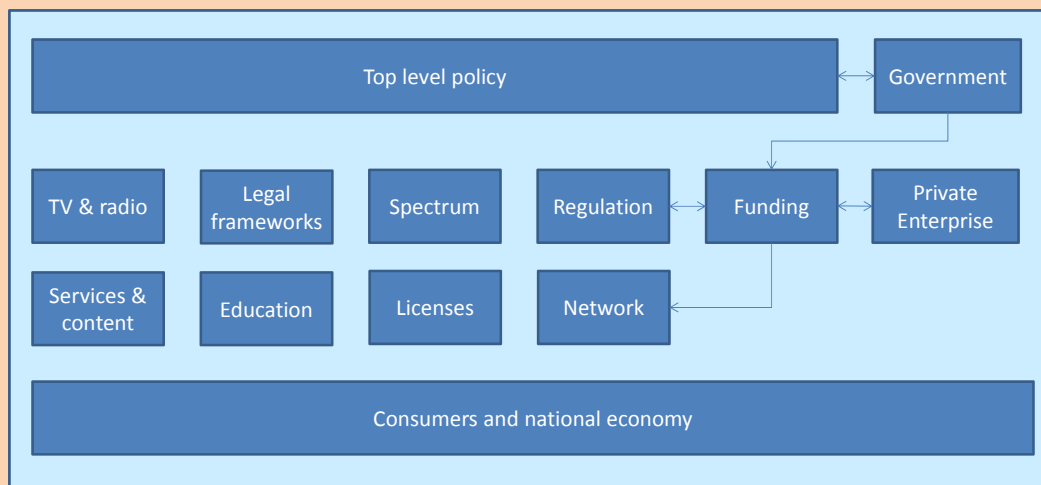 Top level policy
Government
TV & radio
Legal
frameworks
Spectrum
Regulation
Funding
Private
Enterprise
Services &
content
Education
Licenses
Network
Consumers and national economy